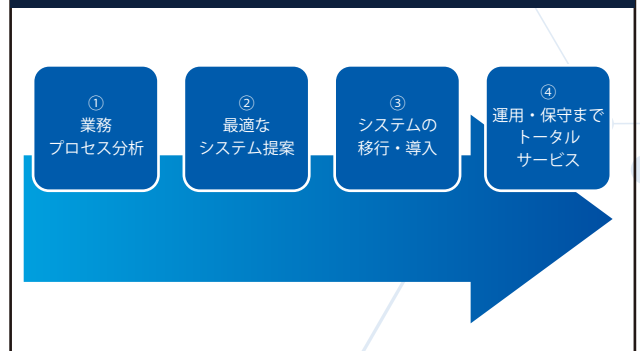 ①
業務
プロセス分析
②
最適な
システム提案
③
システムの
移行・導入
④
運用・保守まで
トータル
サービス